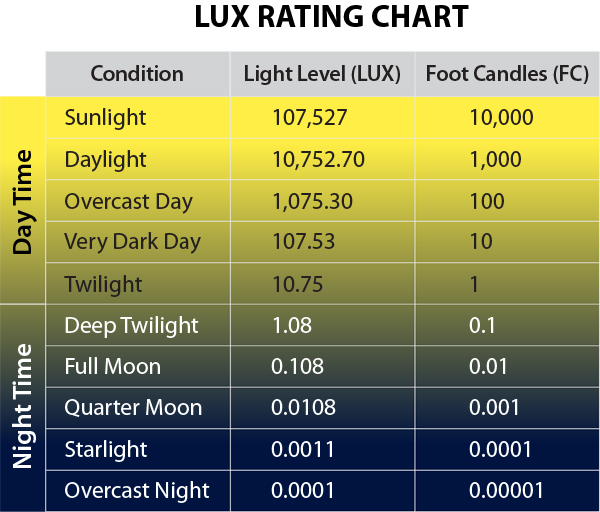 LUX RATING CHART
Condition Light Level (LUX) Foot Candles (FC)
Day Time
Sunlight 107,527 10,000
Daylight 10,752.70 1,000
Overcast Day 1,075.30 100
Very Dark Day 107.53 10
Twilight 10.75 1
Night Time
Deep Twilight 1.08 0.1
Full Moon 0.108 0.01
Quarter Moon 0.0108 0.001
Starlight 0.0011 0.0001
Overcast Night 0.0001 0.00001